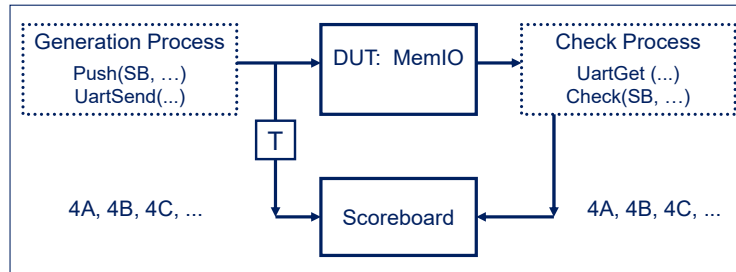 Generation Process
Push(SB, …)
UartSend(...)
DUT: MemIO
Check Process
UartGet (...)
Check(SB, …)
T
4A, 4B, 4C, ...
Scoreboard
4A, 4B, 4C, ...